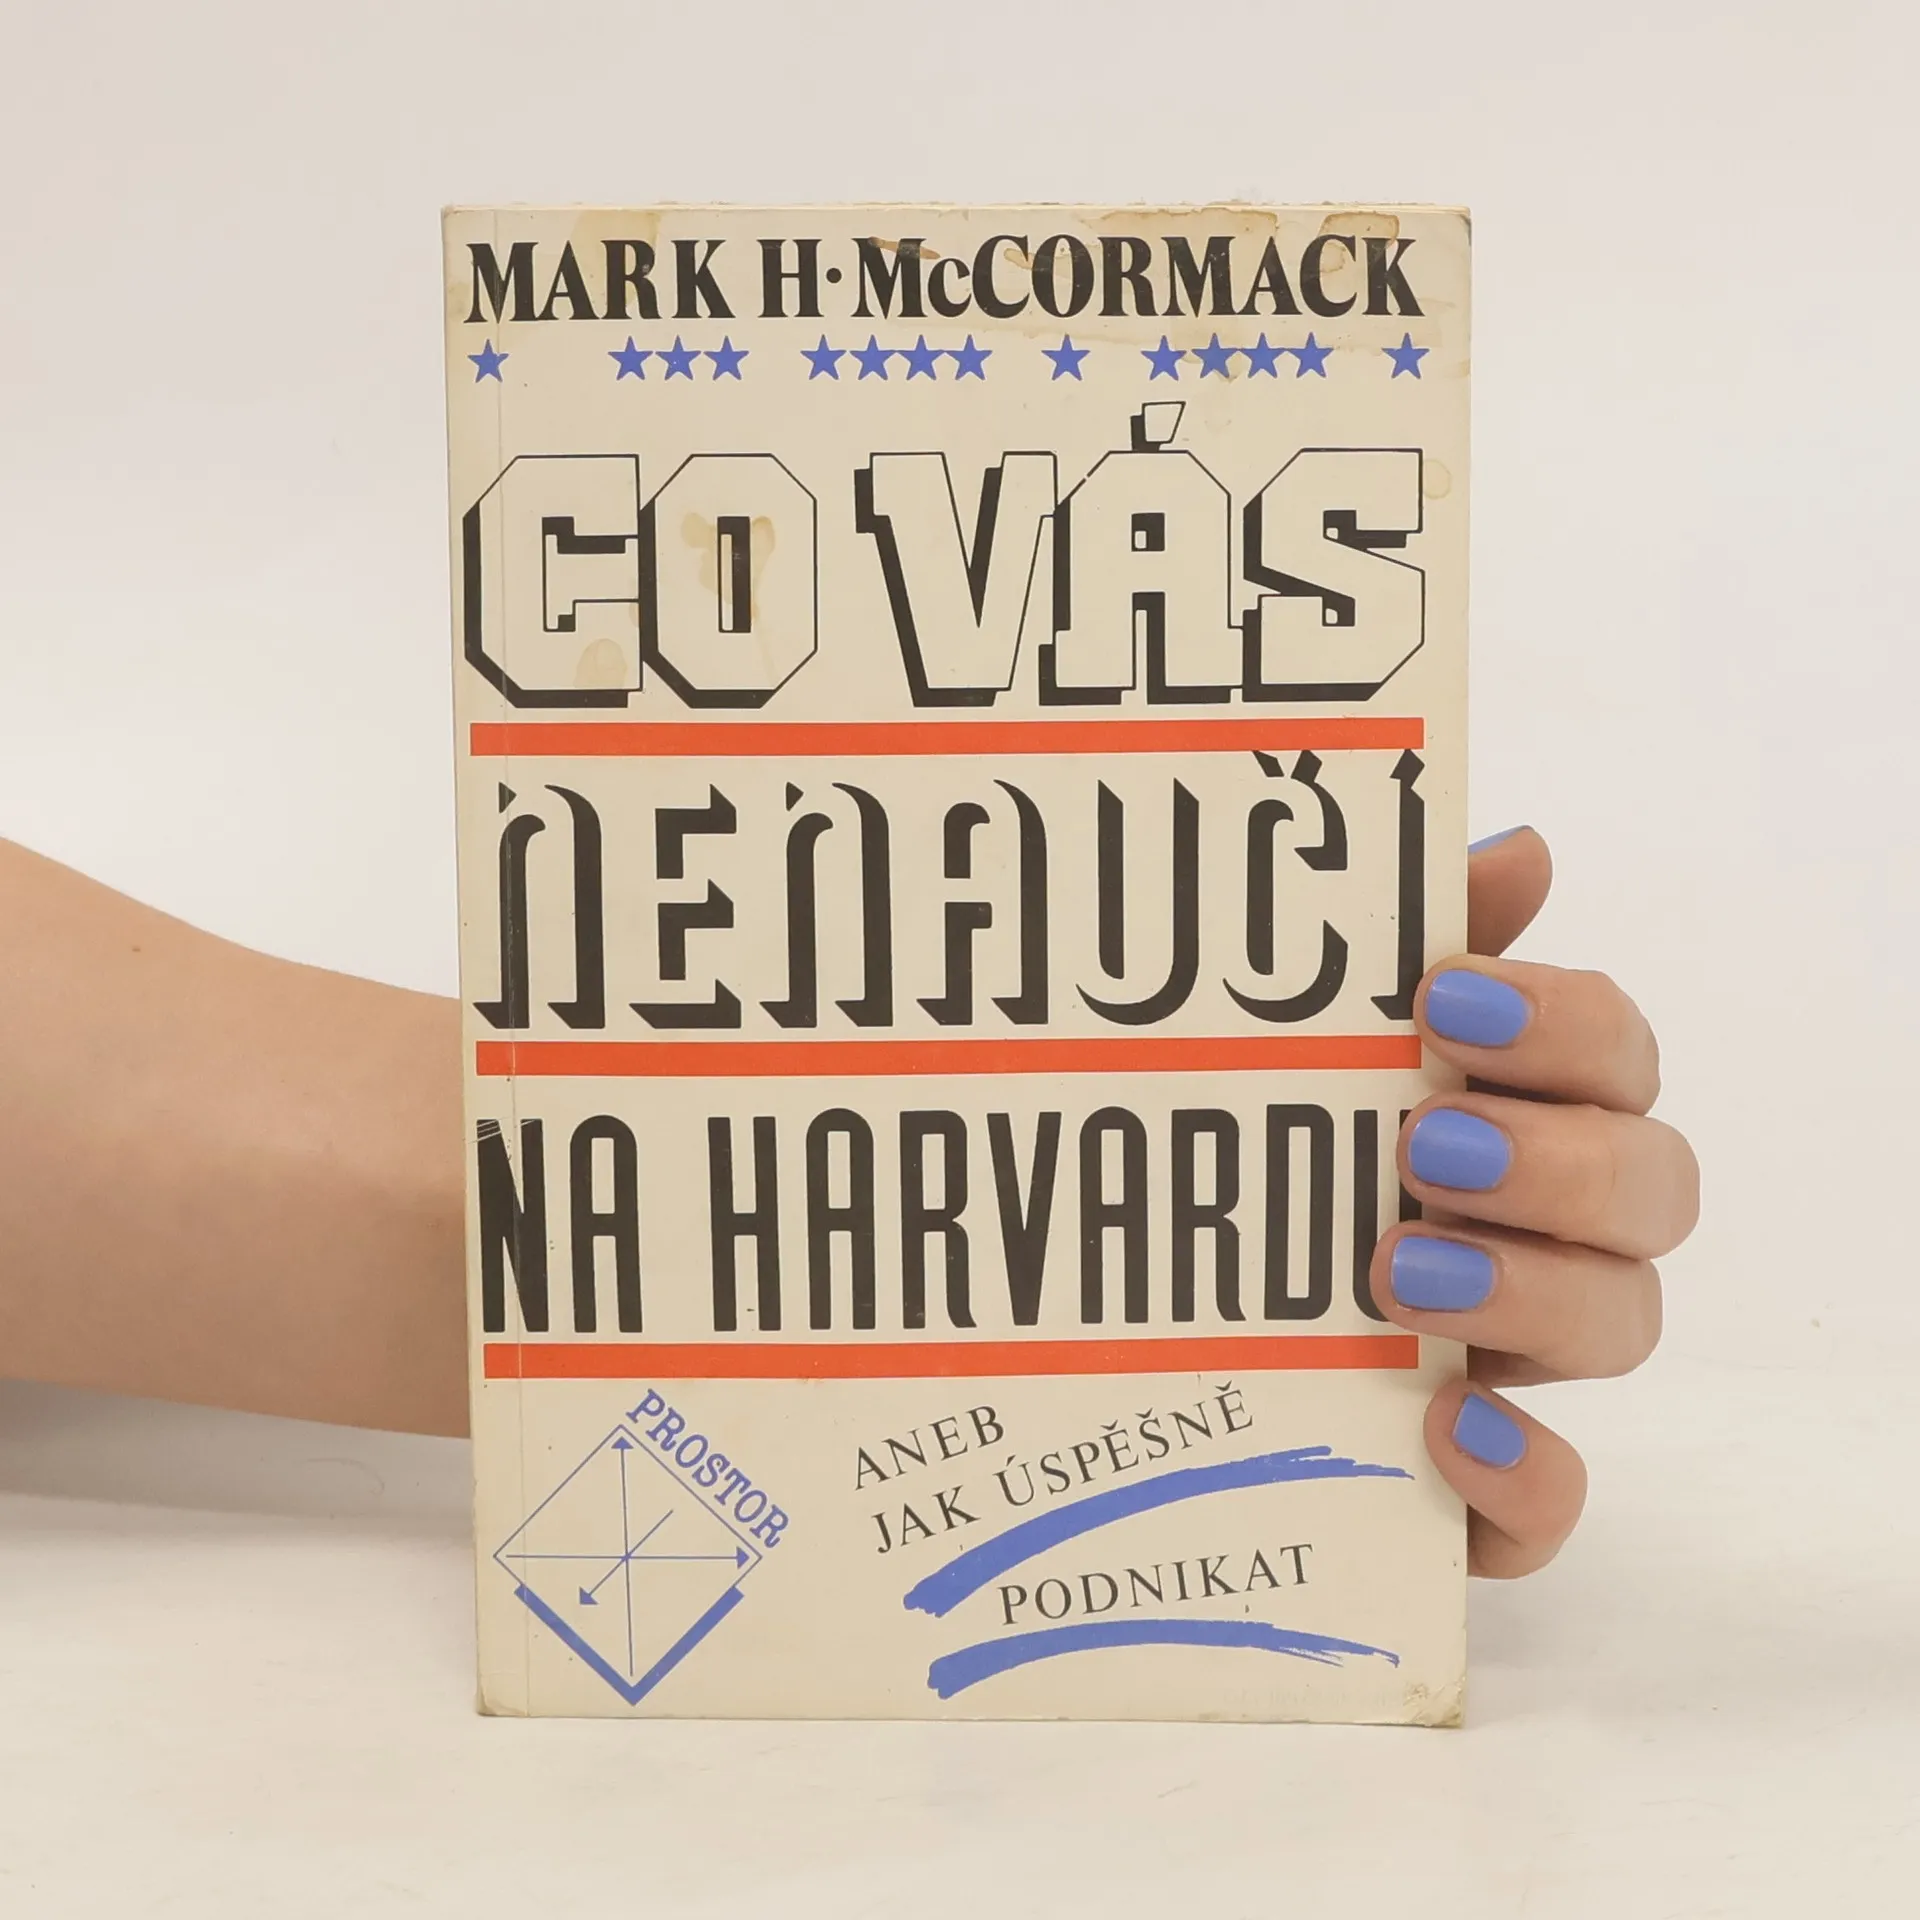 MARK H·McCORMACK
CO VÁS
NENAUČÍ
NA HARVARDU
PROSTOR
ANEB
JAK ÚSPĚŠNĚ
PODNIKAT